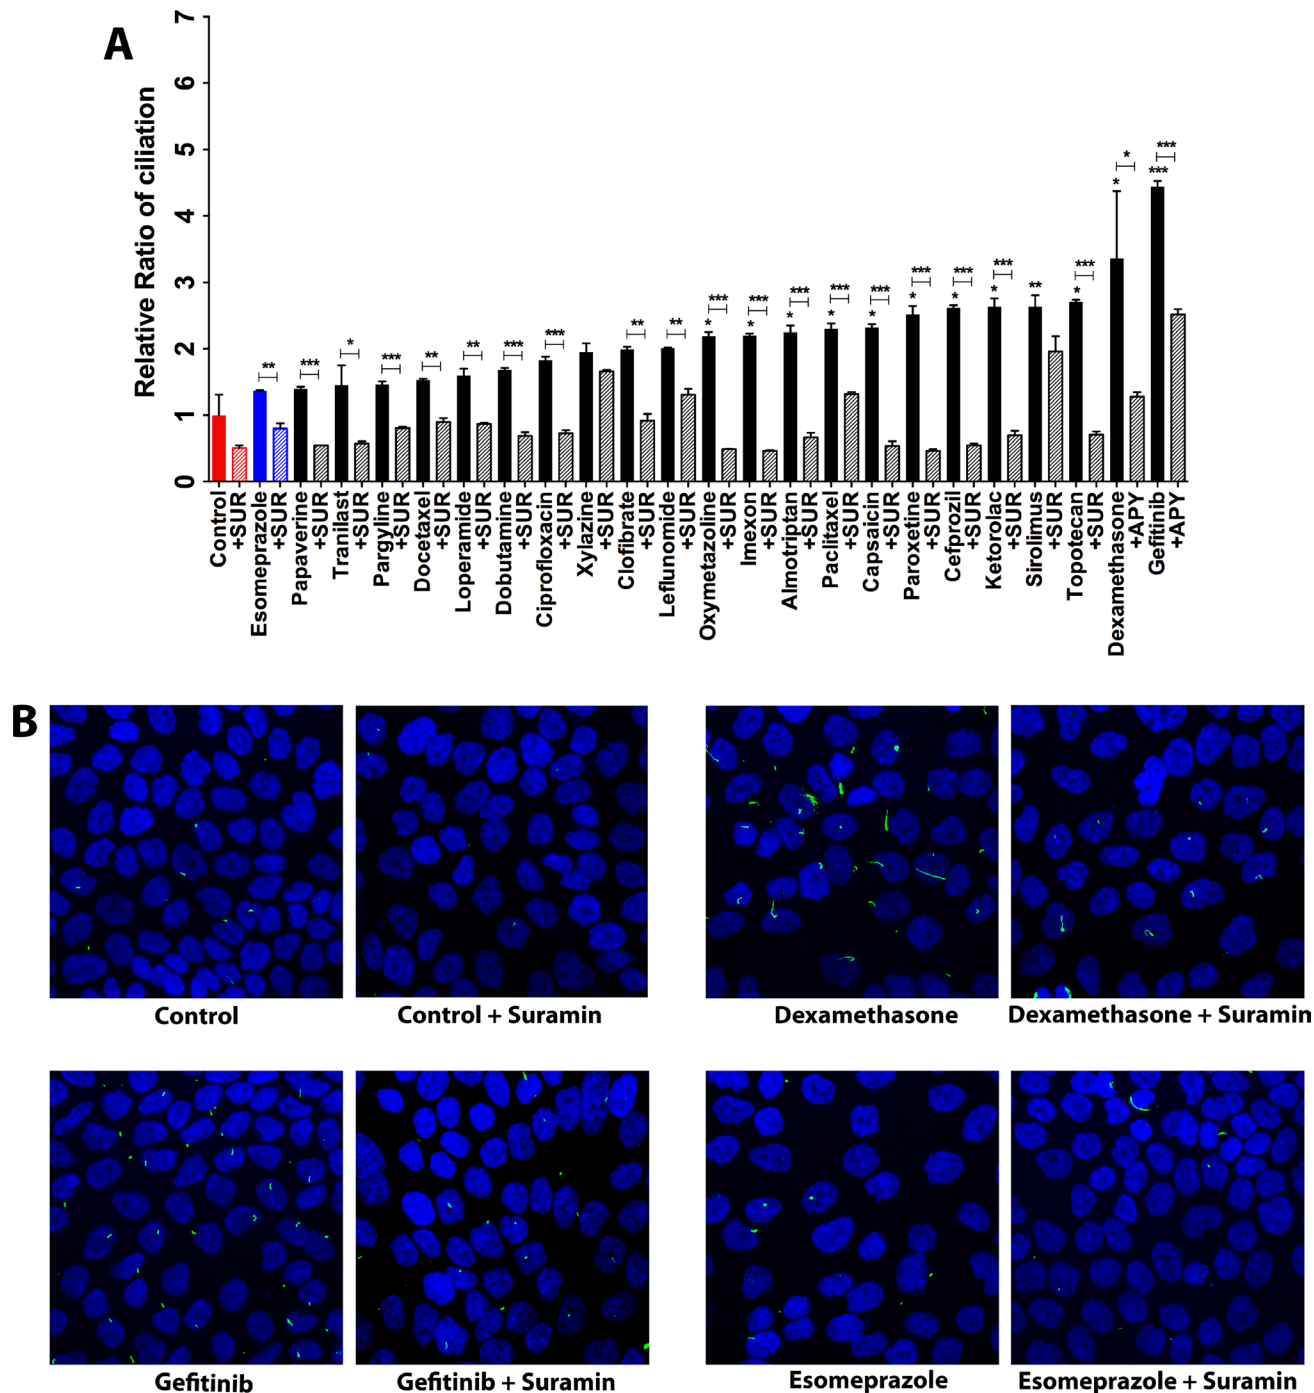 A
Relative Ratio of ciliation
7
6
5
4
3
2
1
0
** *** * *** ** ** *** *** ** ** *** *** *** *** *** *** *** *** *** * ***
* * * * * * * * ** * * ***
Control
+SUR
Esomeprazole
+SUR
Papaverine
+SUR
Tranilast
+SUR
Pargyline
+SUR
Docetaxel
+SUR
Loperamide
+SUR
Dobutamine
+SUR
Ciprofloxacin
+SUR
Xylazine
+SUR
Clofibrate
+SUR
Leflunomide
+SUR
Oxymetazoline
+SUR
Imexon
+SUR
Almotriptan
+SUR
Paclitaxel
+SUR
Capsaicin
+SUR
Paroxetine
+SUR
Cefprozil
+SUR
Ketorolac
+SUR
Sirolimus
+SUR
Topotecan
+SUR
Dexamethasone
+APY
Gefitinib
+APY
B
Control
Control + Suramin
Dexamethasone
Dexamethasone + Suramin
Gefitinib
Gefitinib + Suramin
Esomeprazole
Esomeprazole + Suramin